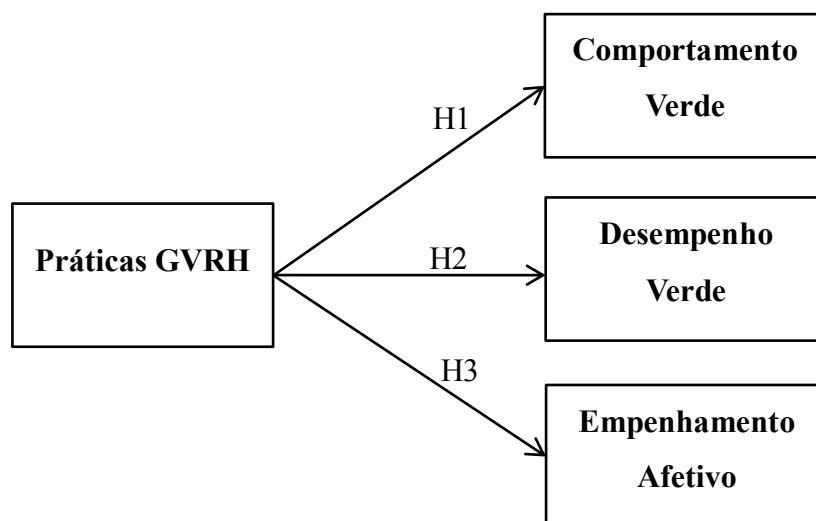 Comportamento
Verde
H1
Práticas GVRH
H2
Desempenho
Verde
H3
Empenhamento
Afetivo